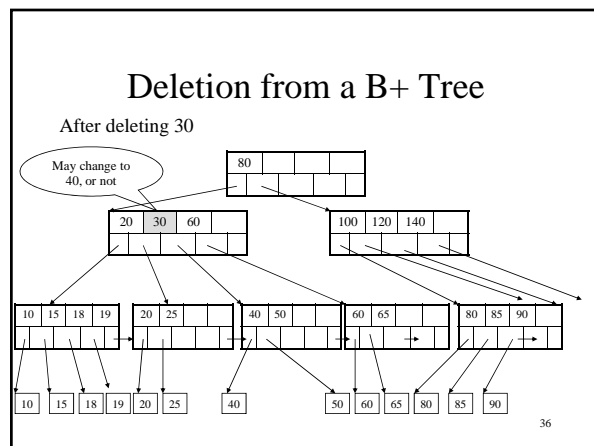 Deletion from a B+ Tree
After deleting 30
May change to
40, or not
80
20 30 60
100 120 140
10 15 18 19
20 25
40 50
60 65
80 85 90
10 15 18 19 20 25 40 50 60 65 80 85 90
36